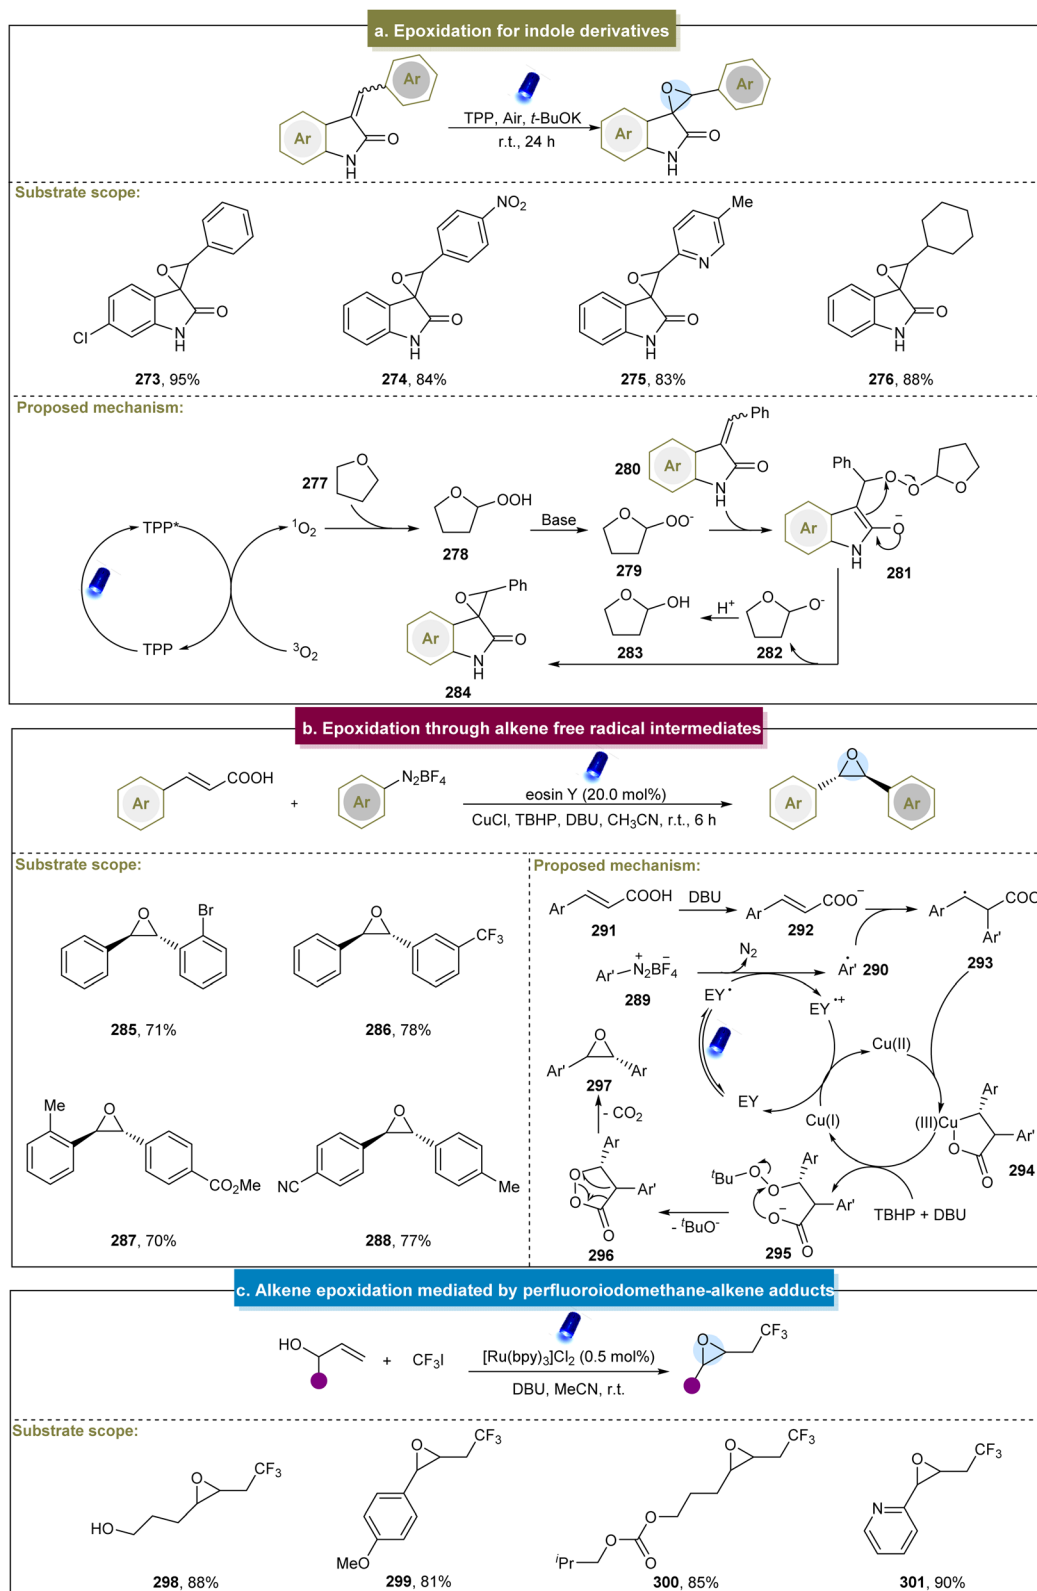 a. Epoxidation for indole derivatives
Ar
Ar
O
N
H
TPP, Air, t-BuOK
r.t., 24 h
O
Ar
Ar
O
N
H
Substrate scope:
O
O
N
H
Cl
273, 95%
NO2
O
O
N
H
274, 84%
Me
N
O
O
N
H
275, 83%
O
O
N
H
276, 88%
Proposed mechanism:
TPP*
TPP
1O2
3O2
277
O
O
OOH
278
Base
O
OO-
279
280
Ph
Ar
O
N
H
Ph
O
O
O
Ar
O-
N
H
281
O
O-
282
H+
O
OH
283
O
Ph
Ar
O
N
H
284
b. Epoxidation through alkene free radical intermediates
Ar
COOH
+
Ar
N2BF4
eosin Y (20.0 mol%)
CuCl, TBHP, DBU, CH3CN, r.t., 6 h
O
Ar
Ar
Substrate scope:
O
Br
285, 71%
O
CF3
286, 78%
Me
O
CO2Me
287, 70%
O
NC
Me
288, 77%
Proposed mechanism:
Ar
COOH
291
DBU
Ar
COO−
292
Ar
COO
Ar'
293
Ar'
+ −
N2BF4
289
N2
Ar'
290
EY•
EY•+
EY
Cu(II)
Cu(I)
(III)Cu
Ar
Ar'
O
O
294
TBHP + DBU
tBu
O
O
Ar
Ar'
O−
O
295
- tBuO-
Ar
O
O
Ar'
O
296
- CO2
O
Ar'
Ar
297
c. Alkene epoxidation mediated by perfluoroiodomethane-alkene adducts
HO
+
CF3I
[Ru(bpy)3]Cl2 (0.5 mol%)
DBU, MeCN, r.t.
O
CF3
Substrate scope:
HO
O
CF3
298, 88%
O
CF3
MeO
299, 81%
O
CF3
O
iPr
O
O
300, 85%
O
CF3
N
301, 90%